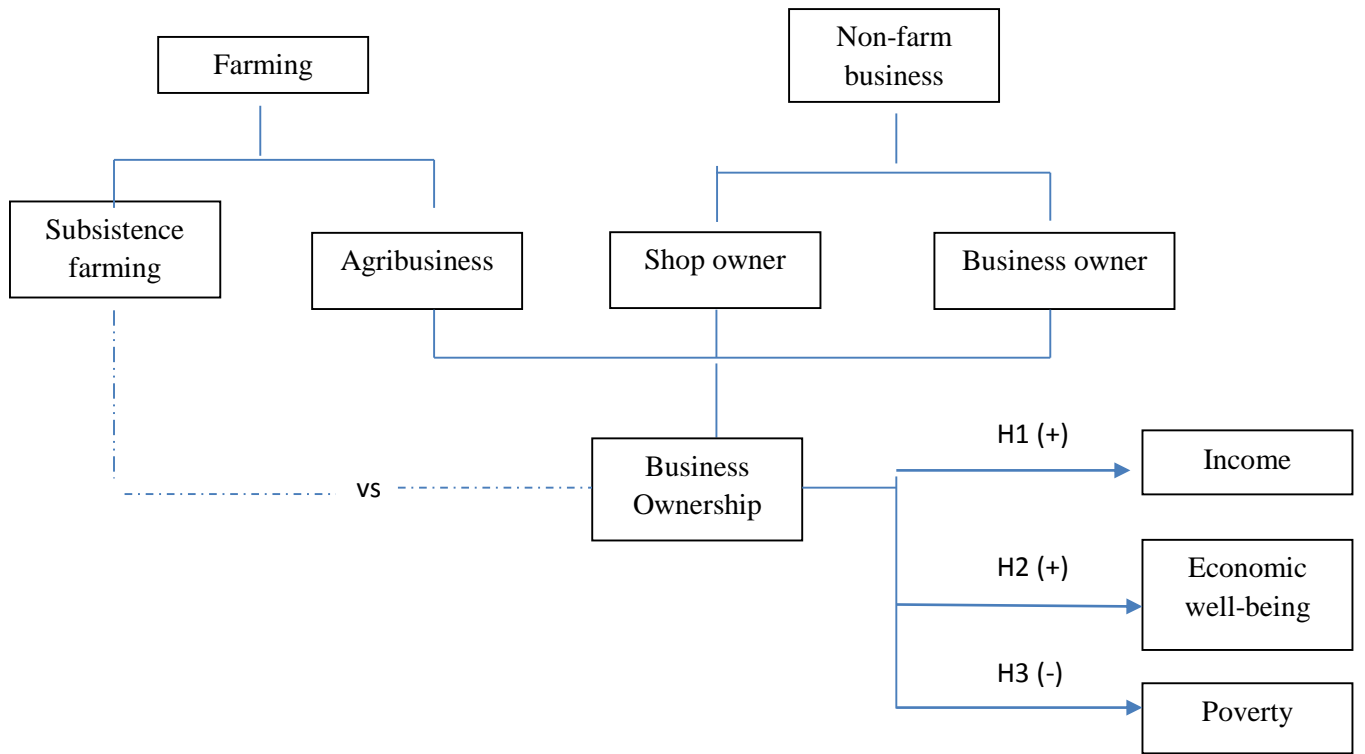 Farming
Non-farm
business
Subsistence
farming
Agribusiness
Shop owner
Business owner
vs
Business
Ownership
H1 (+)
Income
H2 (+)
Economic
well-being
H3 (-)
Poverty